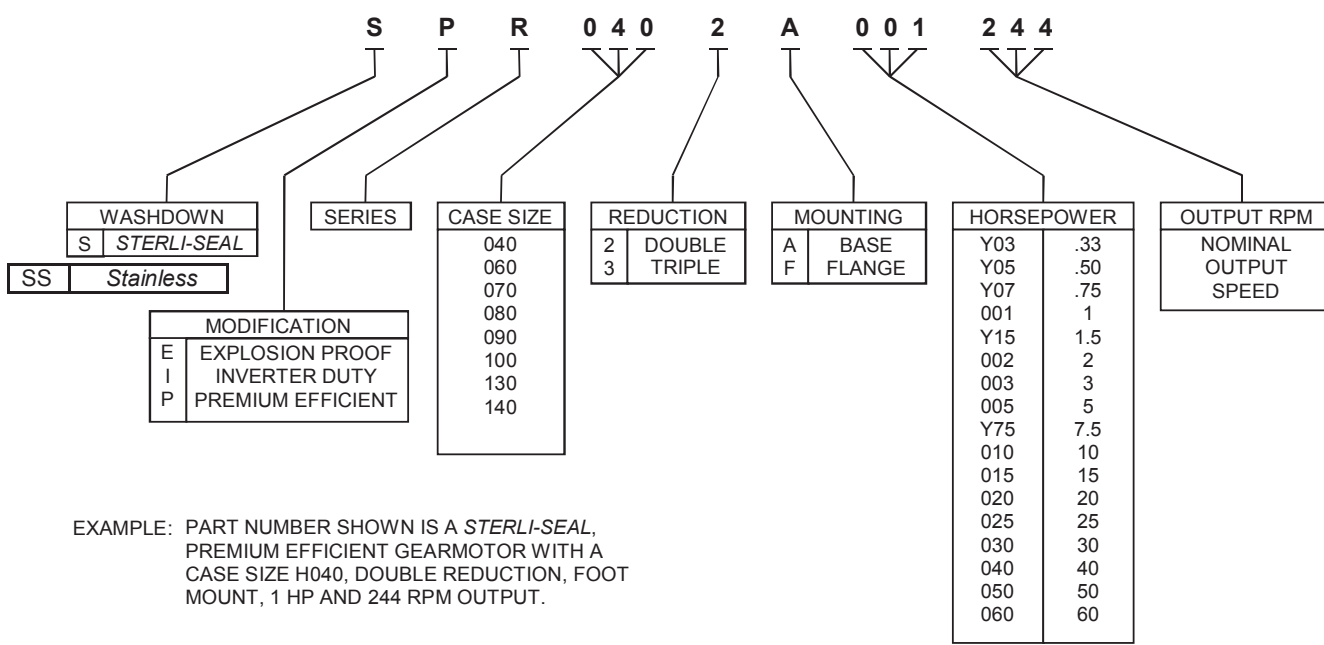 S P R 0 4 0 2 A 0 0 1 2 4 4
WASHDOWN
S STERLI-SEAL
SS Stainless
MODIFICATION
E EXPLOSION PROOF
I INVERTER DUTY
P PREMIUM EFFICIENT
SERIES
CASE SIZE
040
060
070
080
090
100
130
140
REDUCTION
2 DOUBLE
3 TRIPLE
MOUNTING
A BASE
F FLANGE
HORSEPOWER
Y03 .33
Y05 .50
Y07 .75
001 1
Y15 1.5
002 2
003 3
005 5
Y75 7.5
010 10
015 15
020 20
025 25
030 30
040 40
050 50
060 60
OUTPUT RPM
NOMINAL
OUTPUT
SPEED
EXAMPLE: PART NUMBER SHOWN IS A STERLI-SEAL,
PREMIUM EFFICIENT GEARMOTOR WITH A
CASE SIZE H040, DOUBLE REDUCTION, FOOT
MOUNT, 1 HP AND 244 RPM OUTPUT.